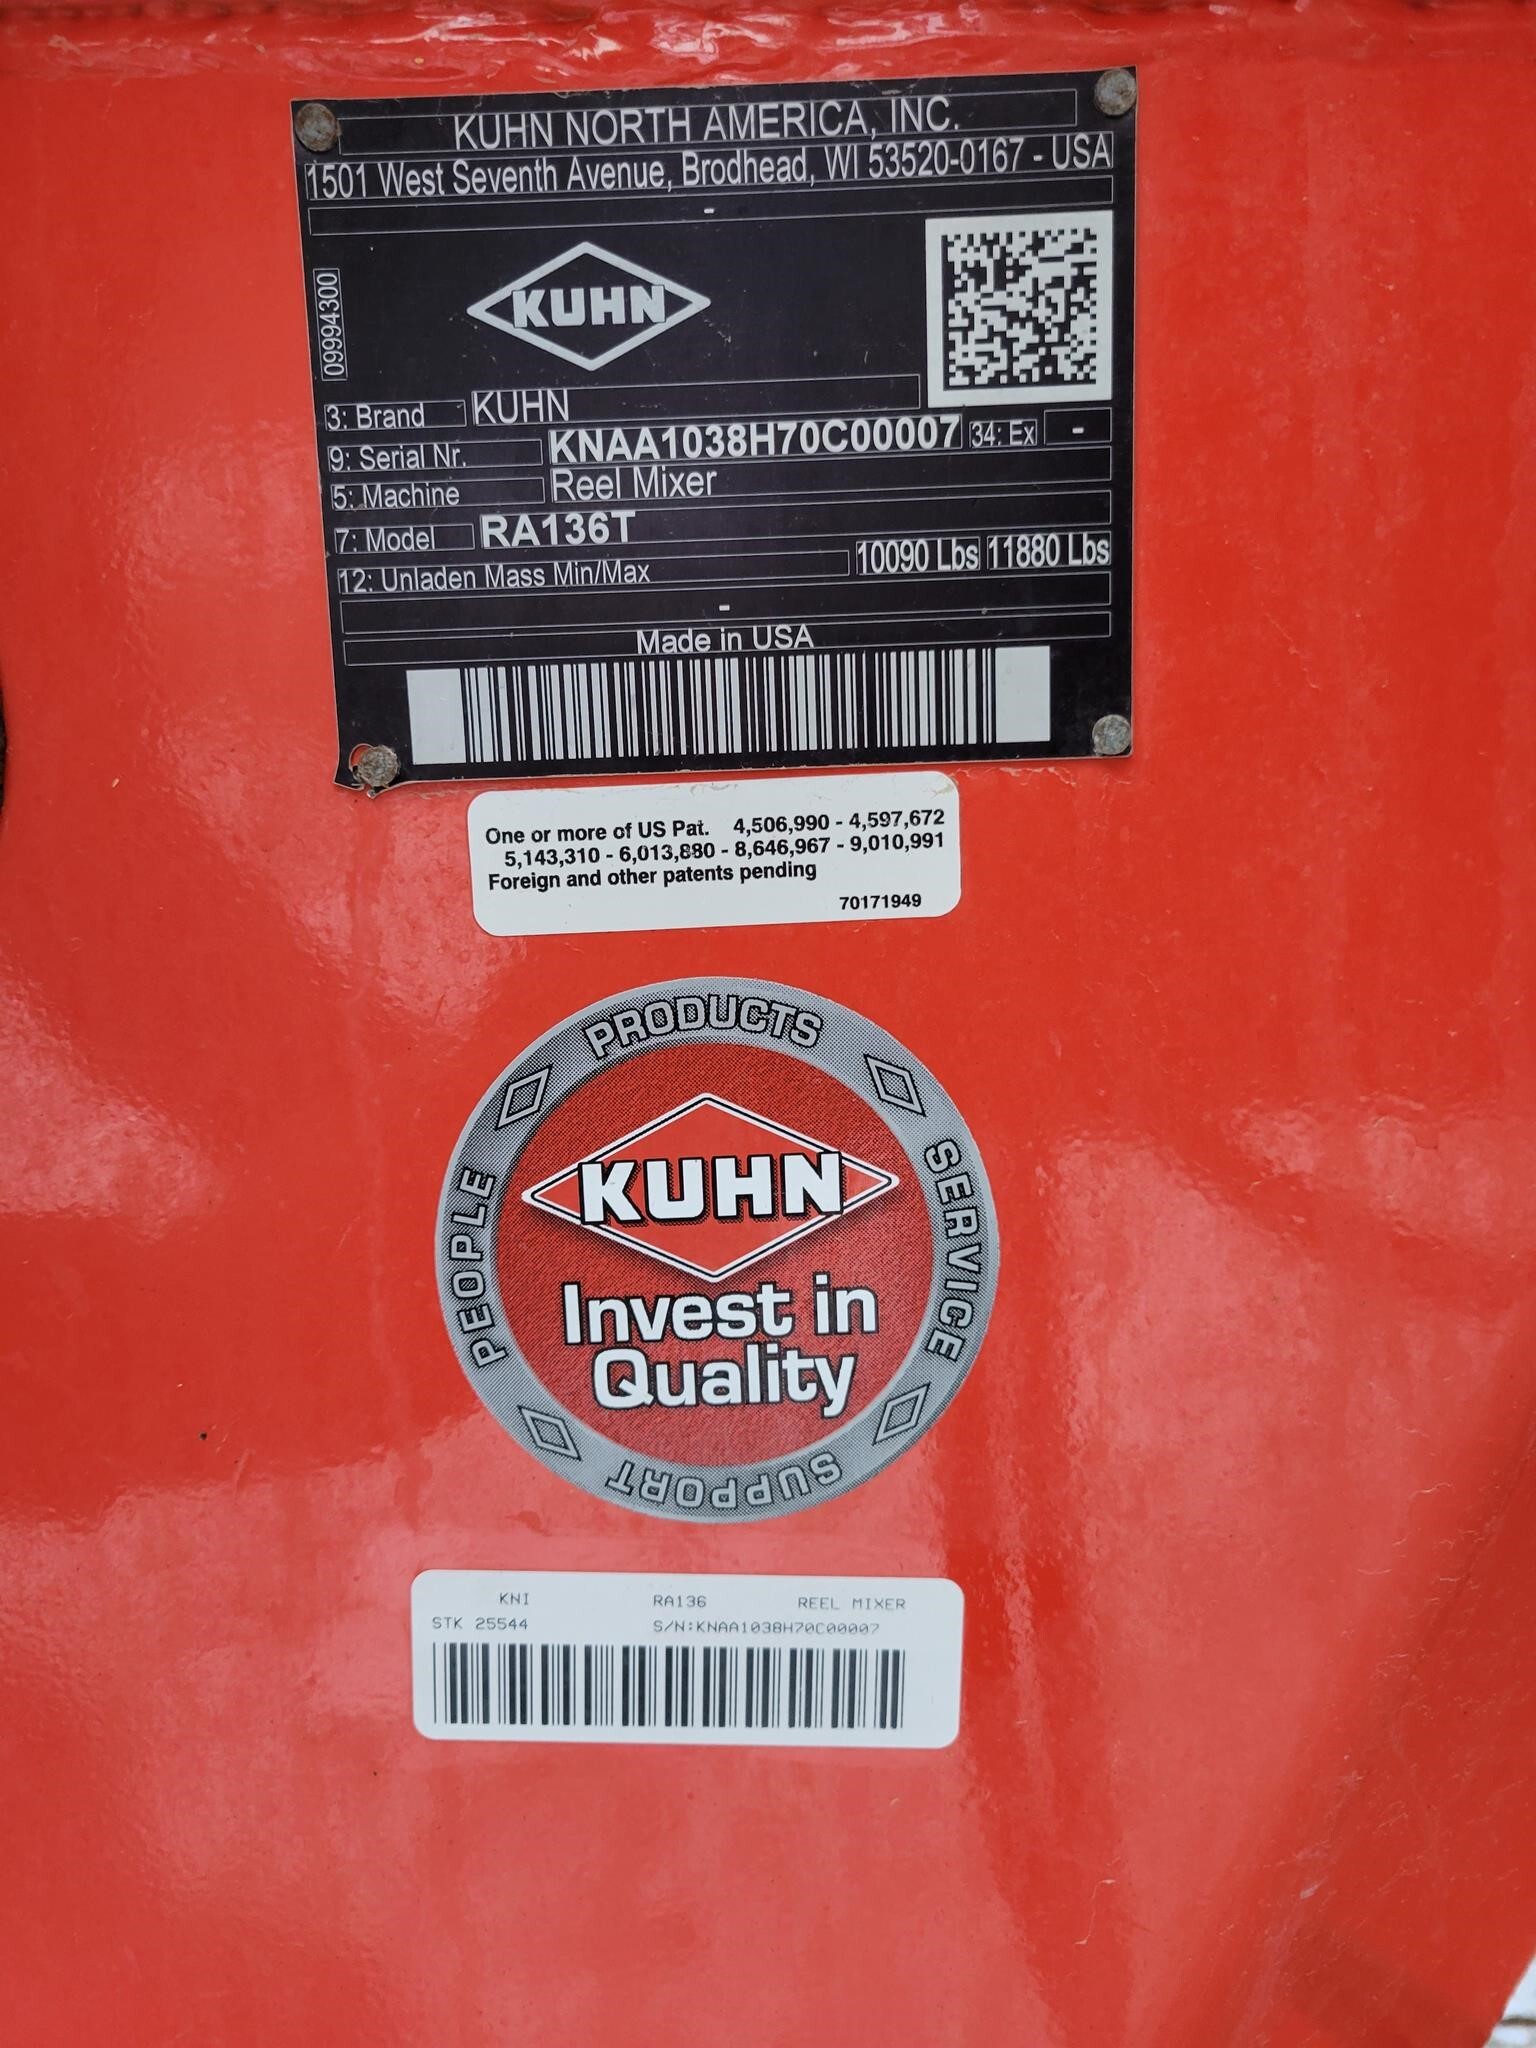 KUHN NORTH AMERICA, INC.
1501 West Seventh Avenue, Brodhead, WI 53520-0167 - USA
-
09994300
KUHN
3: Brand KUHN
9: Serial Nr. KNAA1038H70C00007 34: Ex -
5: Machine Reel Mixer
7: Model RA136T
12: Unladen Mass Min/Max 10090 Lbs 11880 Lbs
-
Made in USA
One or more of US Pat. 4,506,990 - 4,597,672
5,143,310 - 6,013,880 - 8,646,967 - 9,010,991
Foreign and other patents pending
70171949
PRODUCTS
SERVICE
SUPPORT
PEOPLE
KUHN
Invest in
Quality
KNI RA136 REEL MIXER
STK 25544 S/N:KNAA1038H70C00007